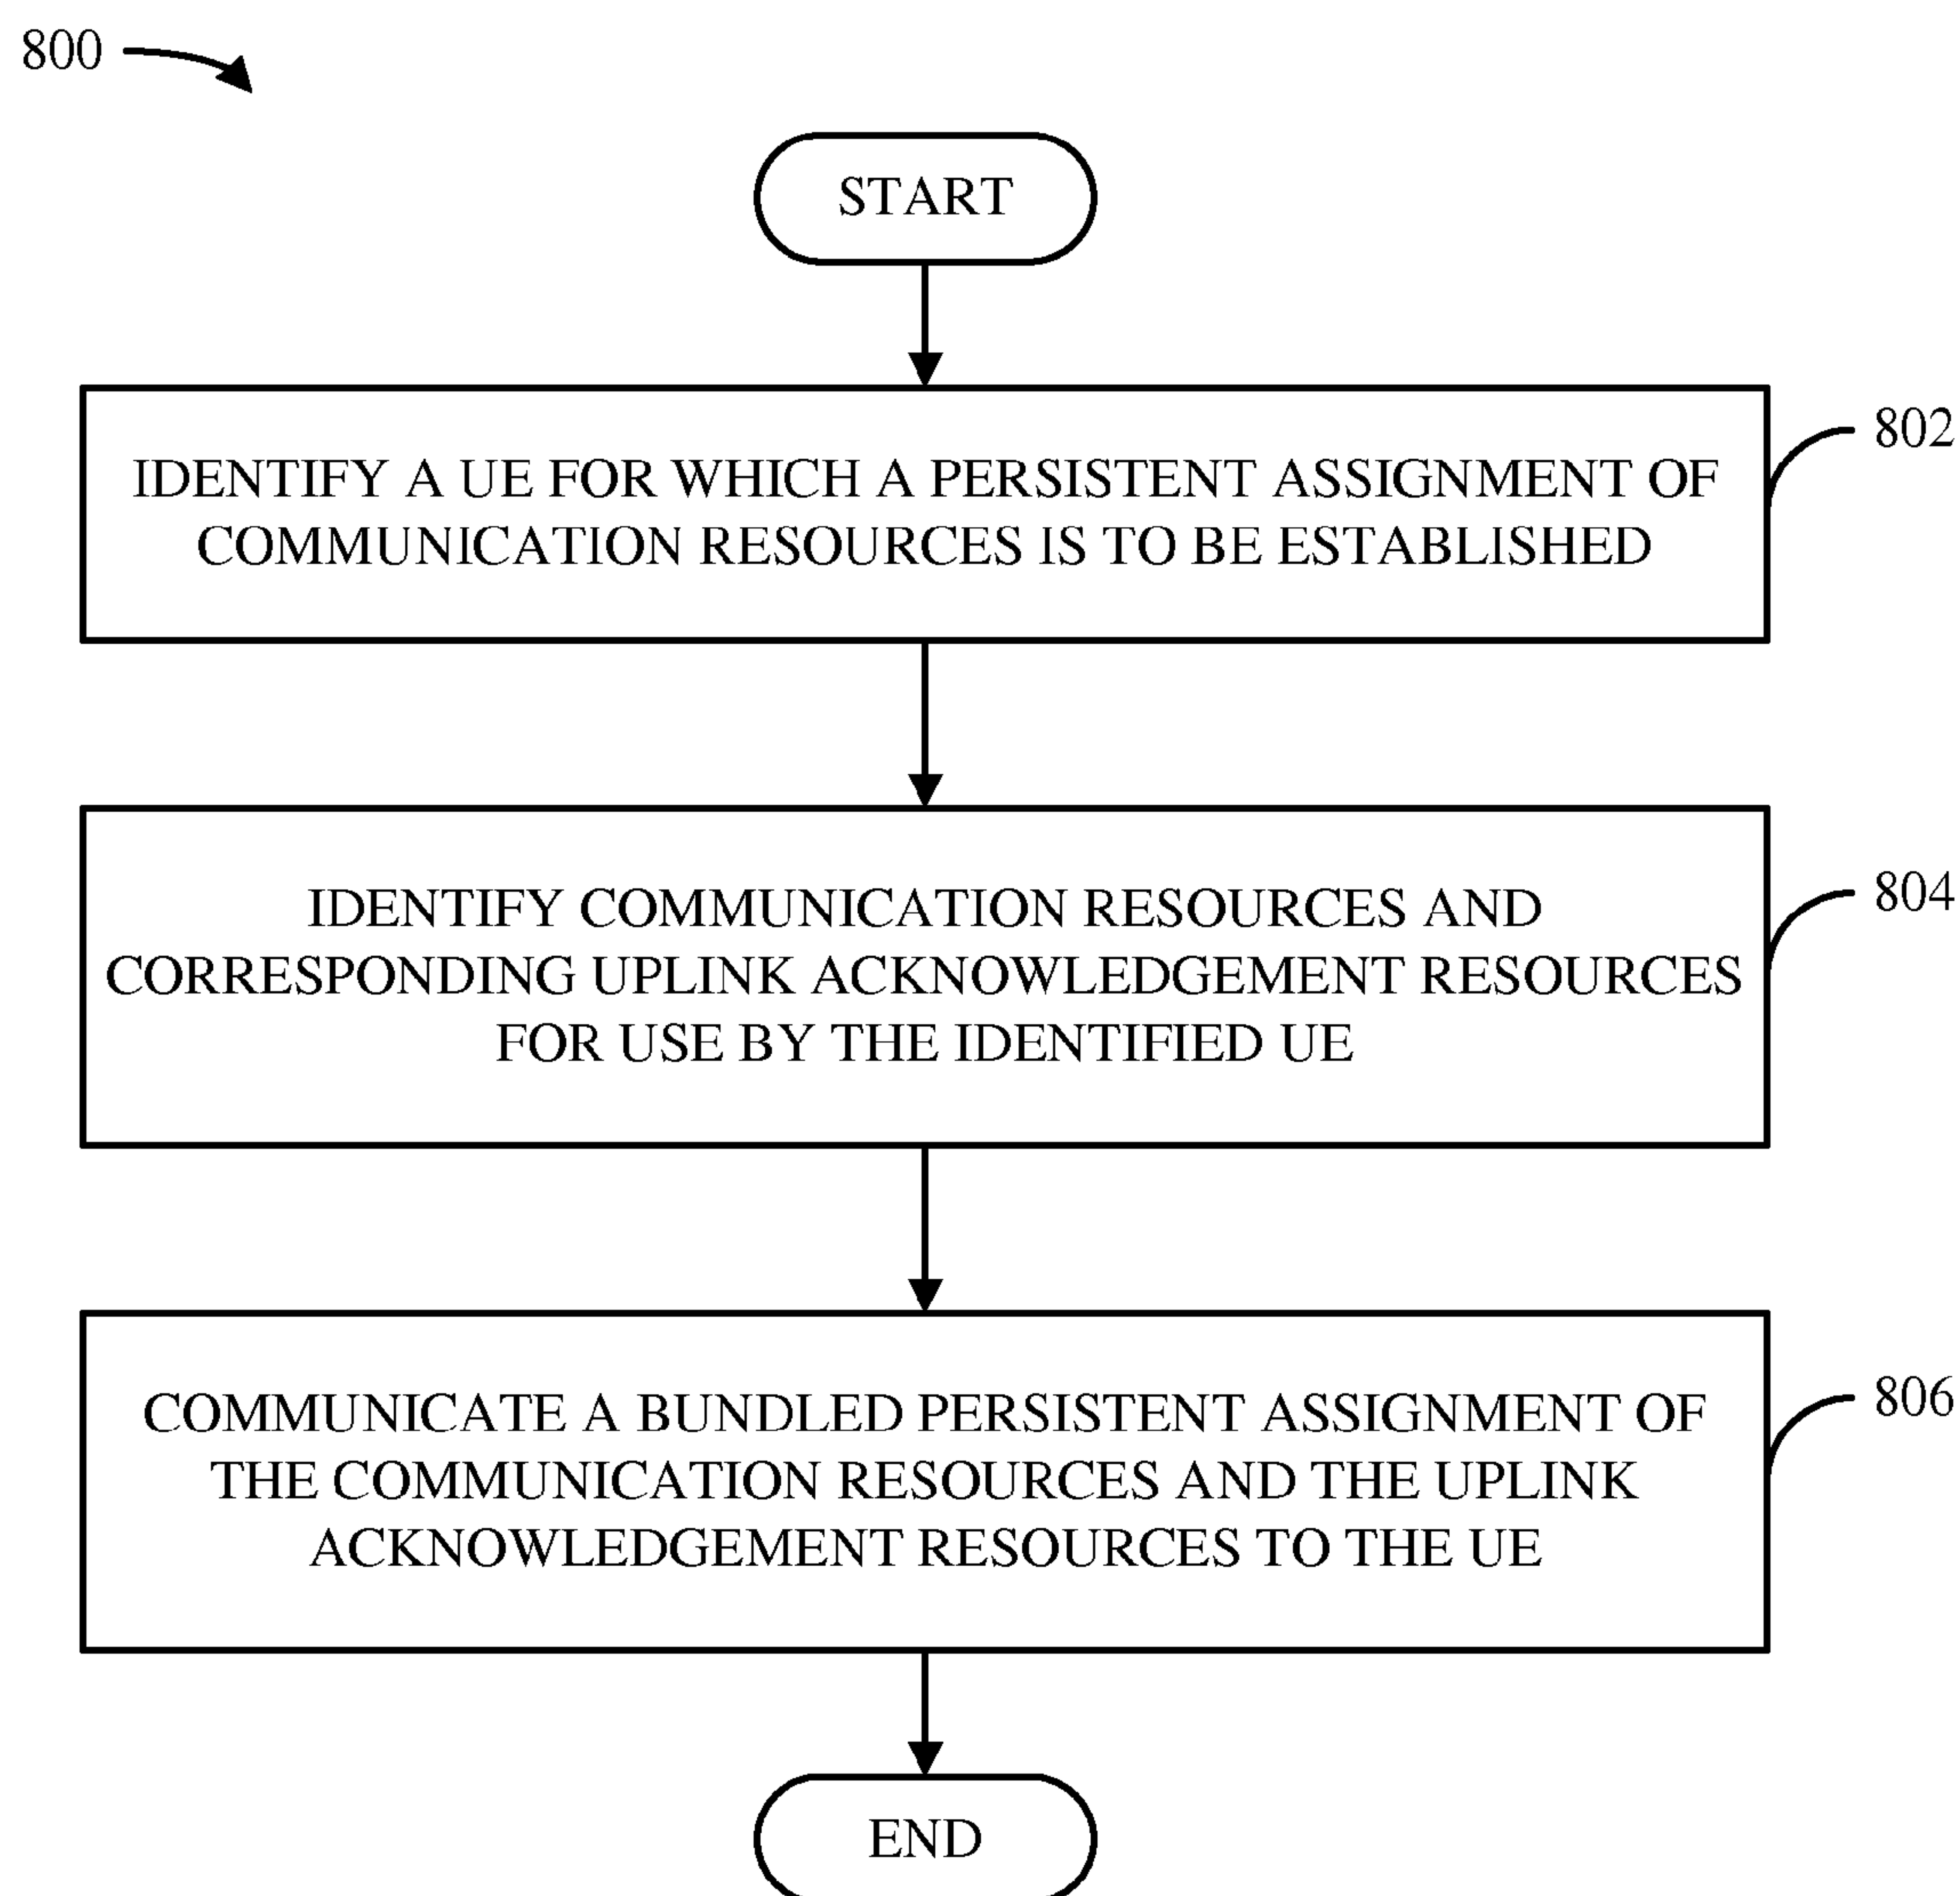 800
START
IDENTIFY A UE FOR WHICH A PERSISTENT ASSIGNMENT OF
COMMUNICATION RESOURCES IS TO BE ESTABLISHED
802
IDENTIFY COMMUNICATION RESOURCES AND
CORRESPONDING UPLINK ACKNOWLEDGEMENT RESOURCES
FOR USE BY THE IDENTIFIED UE
804
COMMUNICATE A BUNDLED PERSISTENT ASSIGNMENT OF
THE COMMUNICATION RESOURCES AND THE UPLINK
ACKNOWLEDGEMENT RESOURCES TO THE UE
806
END